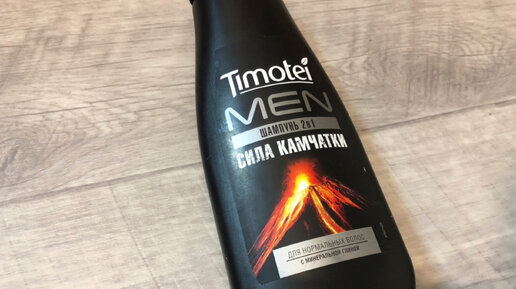 Timotei
MEN
ШАМПУНЬ 2в1
СИЛА КАМЧАТКИ
ДЛЯ НОРМАЛЬНЫХ ВОЛОС
С МИНЕРАЛЬНОЙ ГЛИНОЙ